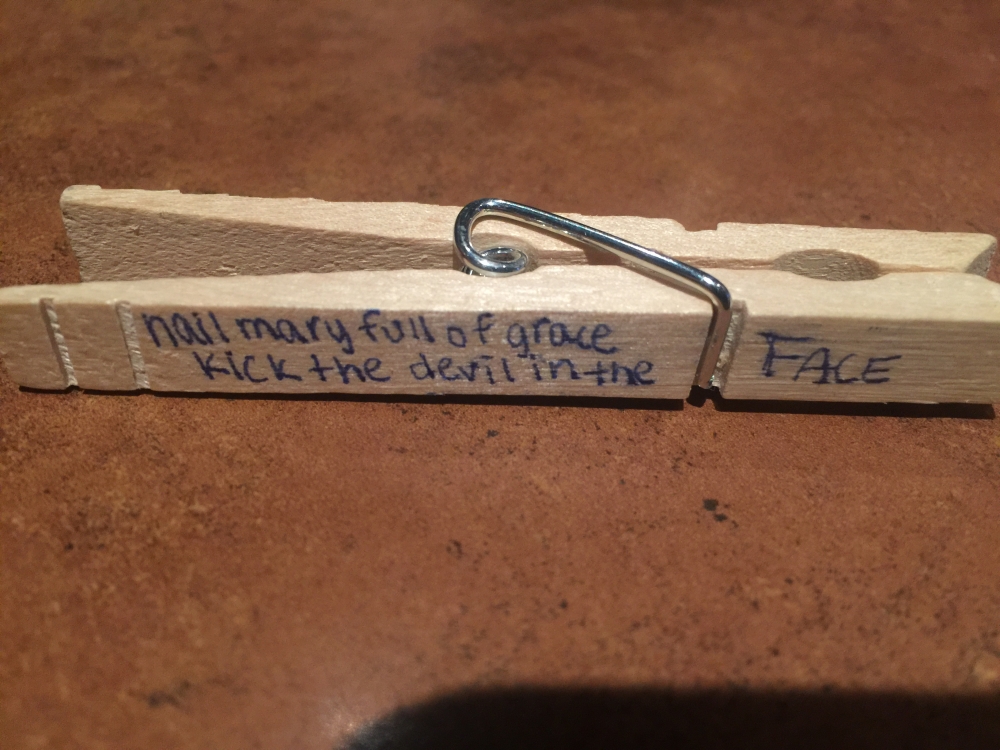 hail mary full of grace
kick the devil in the FACE